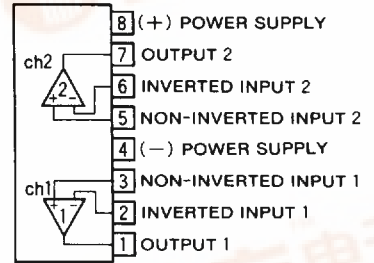 8 (+) POWER SUPPLY
7 OUTPUT 2
ch2
2
6 INVERTED INPUT 2
+ −
5 NON-INVERTED INPUT 2
4 (−) POWER SUPPLY
3 NON-INVERTED INPUT 1
ch1
+ −
1
2 INVERTED INPUT 1
1 OUTPUT 1